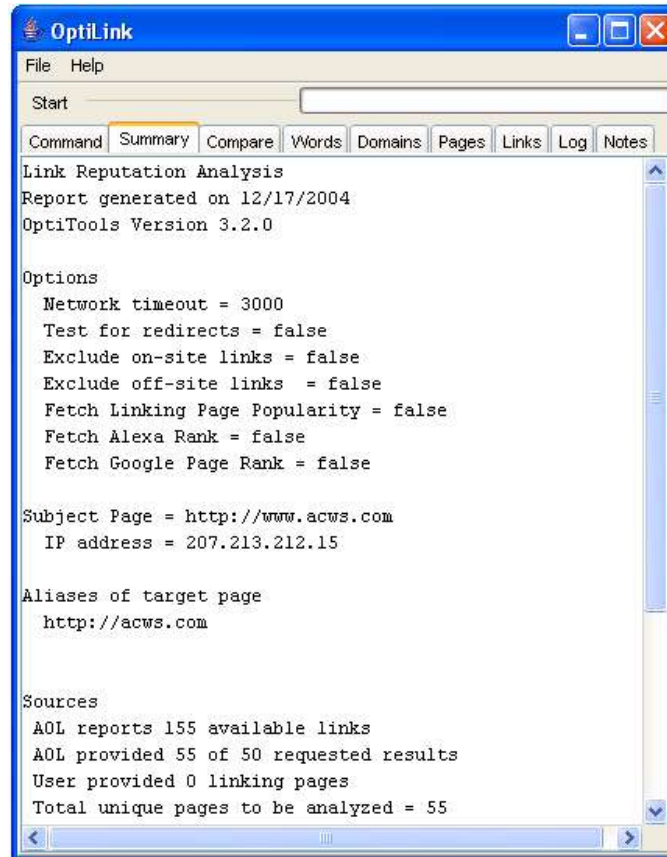 OptiLink
File Help
Start
Command Summary Compare Words Domains Pages Links Log Notes
Link Reputation Analysis
Report generated on 12/17/2004
OptiTools Version 3.2.0
Options
Network timeout = 3000
Test for redirects = false
Exclude on-site links = false
Exclude off-site links  = false
Fetch Linking Page Popularity = false
Fetch Alexa Rank = false
Fetch Google Page Rank = false
Subject Page = http://www.acws.com
IP address = 207.213.212.15
Aliases of target page
http://acws.com
Sources
AOL reports 155 available links
AOL provided 55 of 50 requested results
User provided 0 linking pages
Total unique pages to be analyzed = 55